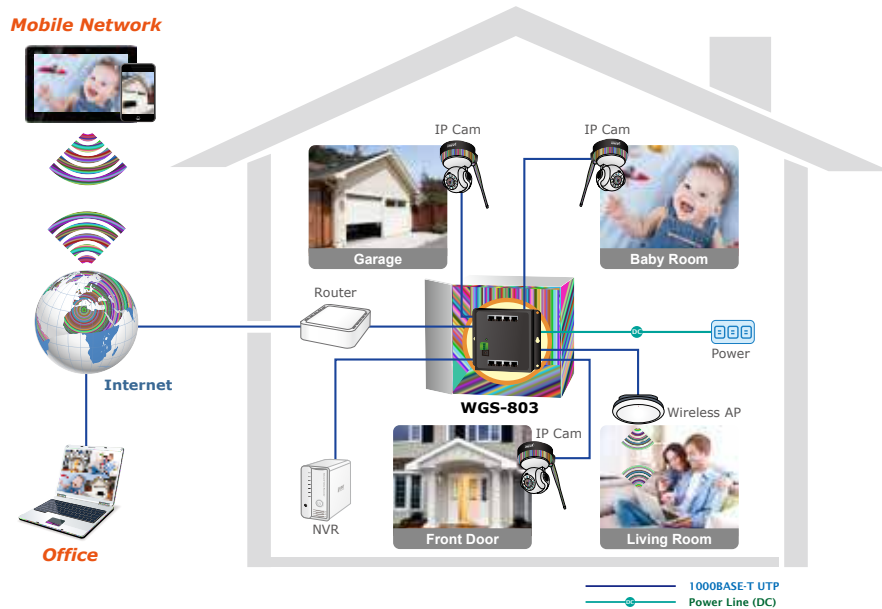 Mobile Network
IP Cam
IP Cam
Garage
Baby Room
Router
DC
Power
Internet
WGS-803
Wireless AP
IP Cam
NVR
Front Door
Living Room
Office
1000BASE-T UTP
DC
Power Line (DC)